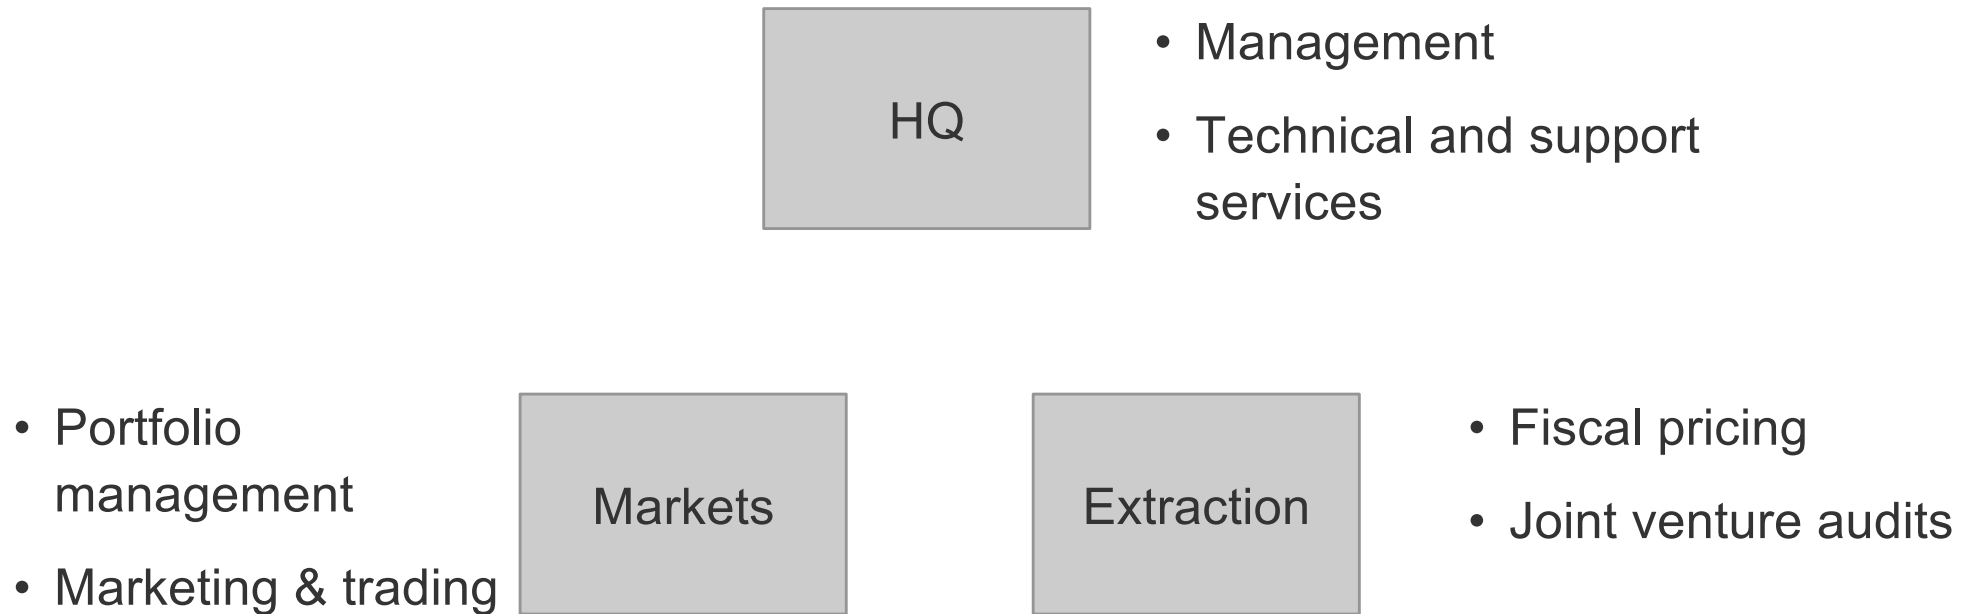 HQ
• Management
• Technical and support
services
• Portfolio
management
• Marketing & trading
Markets
Extraction
• Fiscal pricing
• Joint venture audits